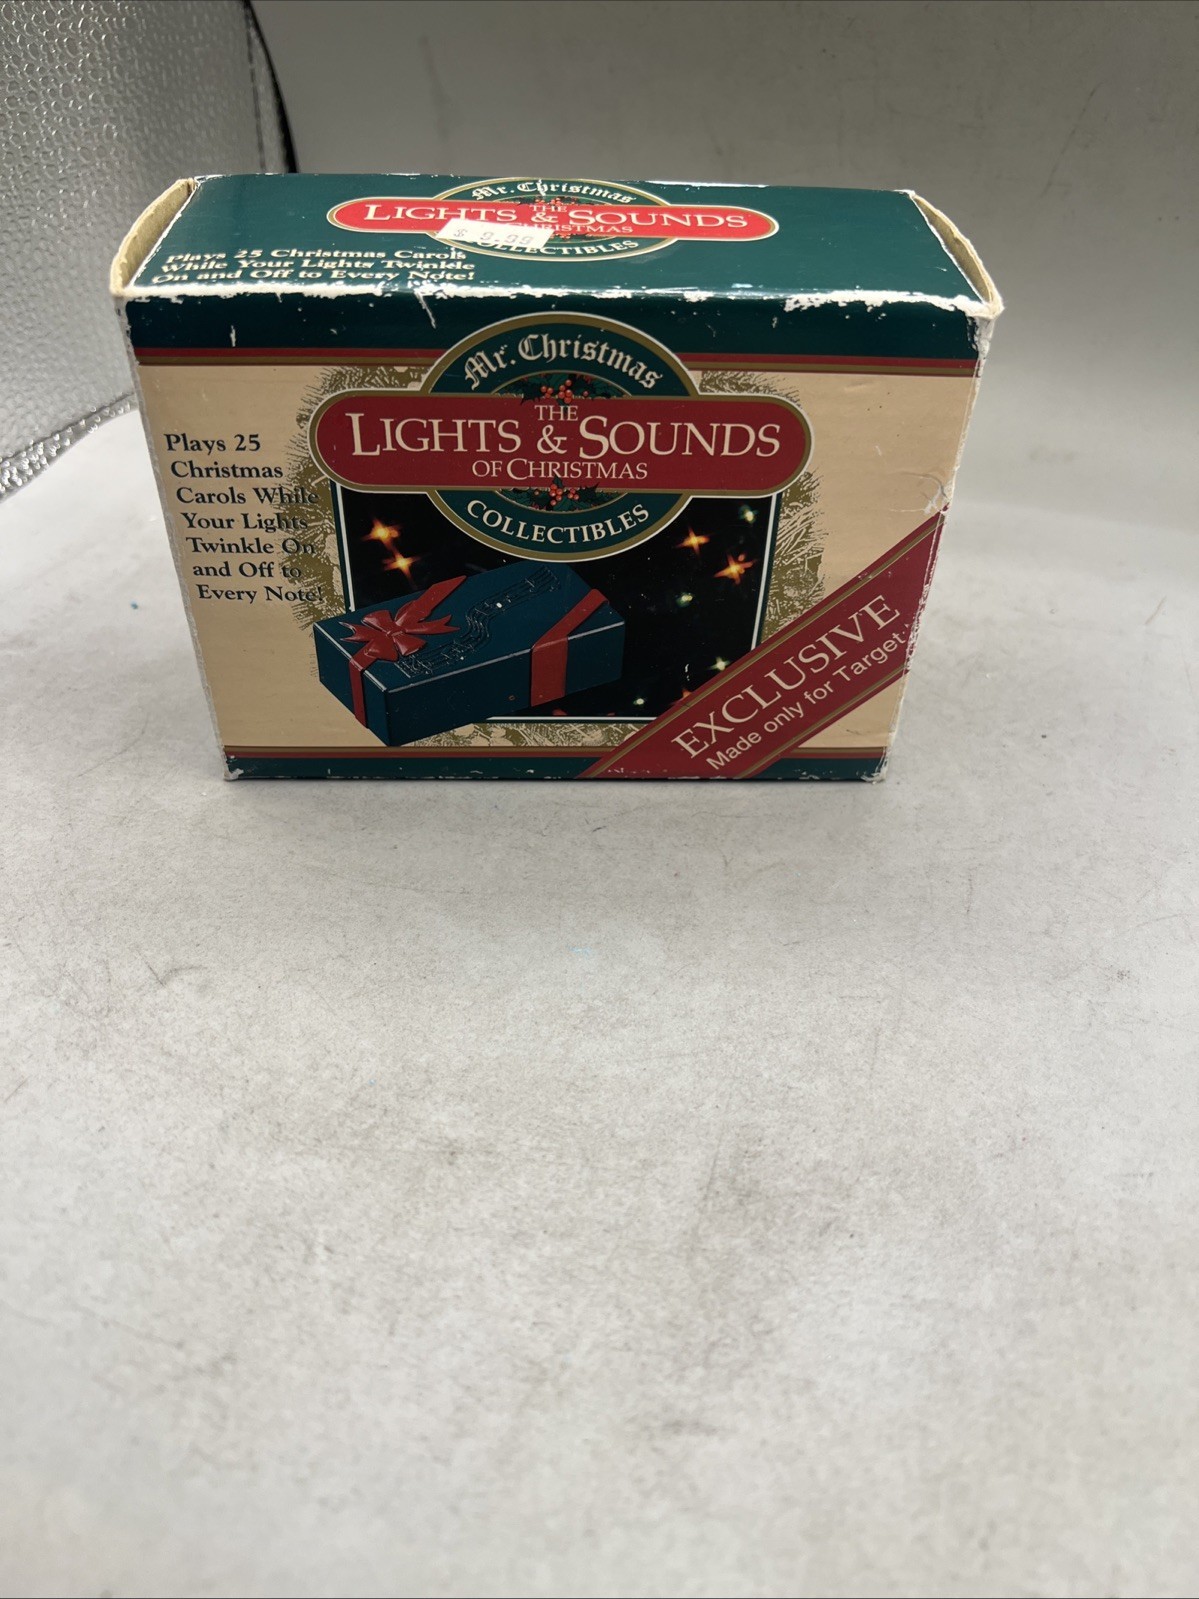 Mr. Christmas
THE
LIGHTS & SOUNDS
CHRISTMAS
COLLECTIBLES
$ 9.99
Plays 25 Christmas Carols
While Your Lights Twinkle
On and Off to Every Note!
Mr. Christmas
THE
LIGHTS & SOUNDS
OF CHRISTMAS
COLLECTIBLES
Plays 25
Christmas
Carols While
Your Lights
Twinkle On
and Off to
Every Note!
EXCLUSIVE
Made only for Target